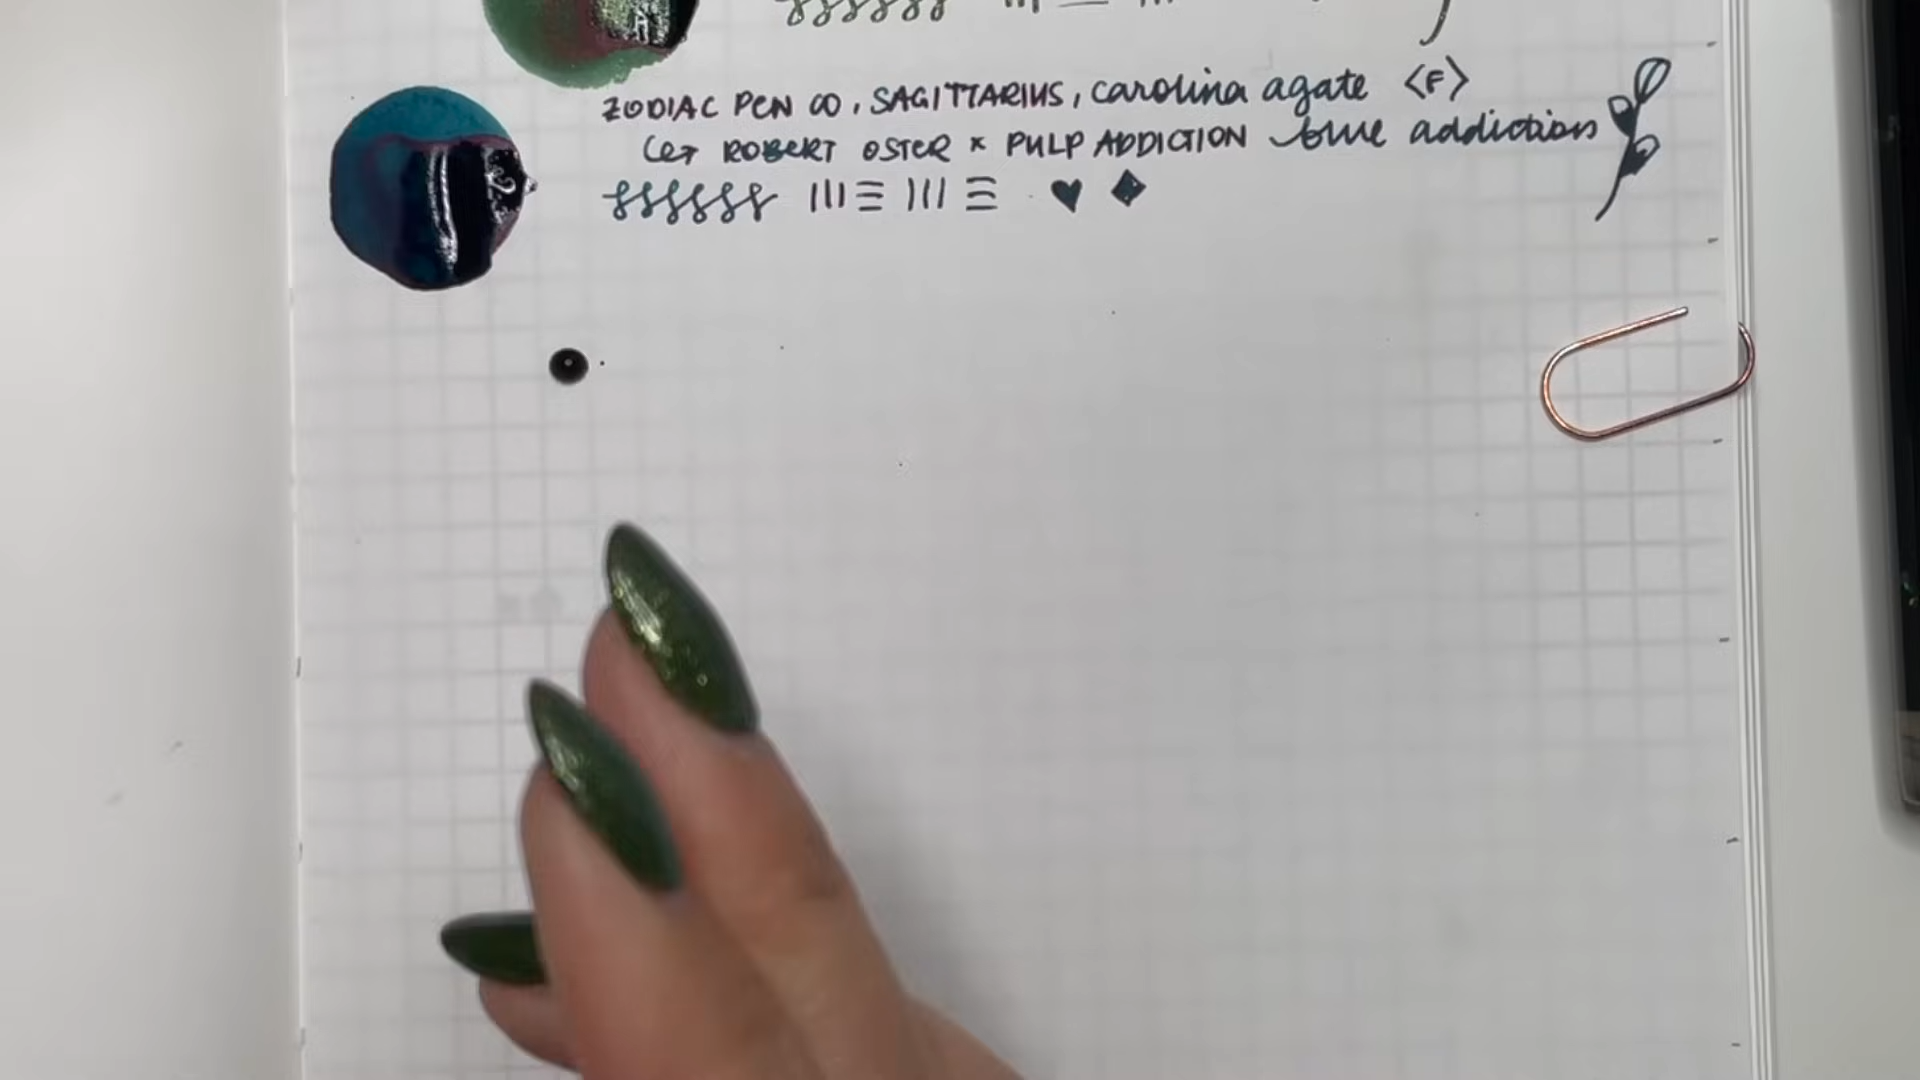 ZODIAC PEN CO, SAGITTARIUS, carolina agate <F>
ROBERT OSTER x PULP ADDICTION blue addiction